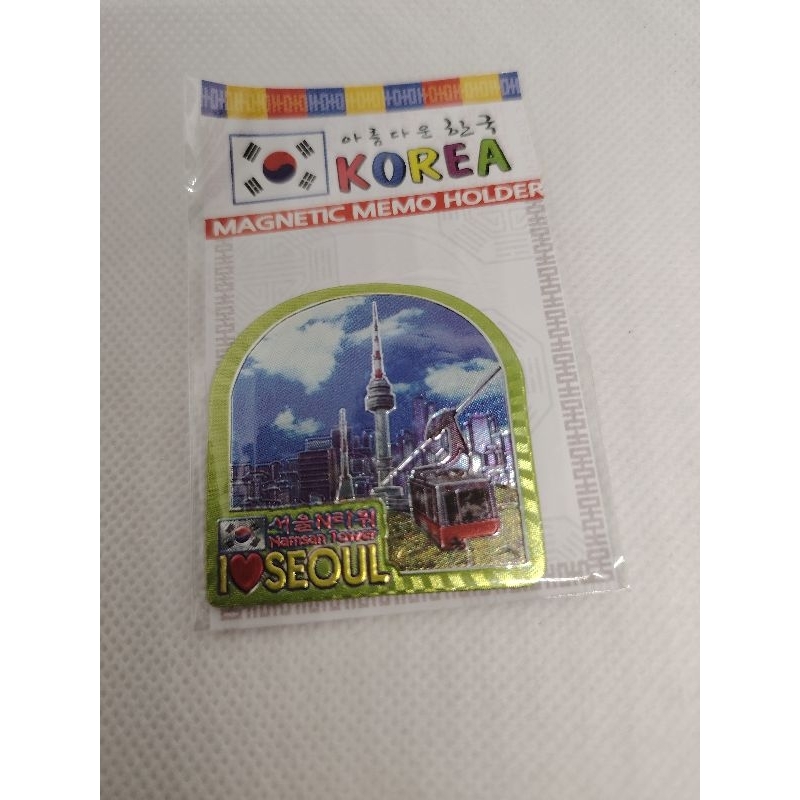 아름다운 한국
KOREA
MAGNETIC MEMO HOLDER
서울N타워
Namsan Tower
I❤SEOUL